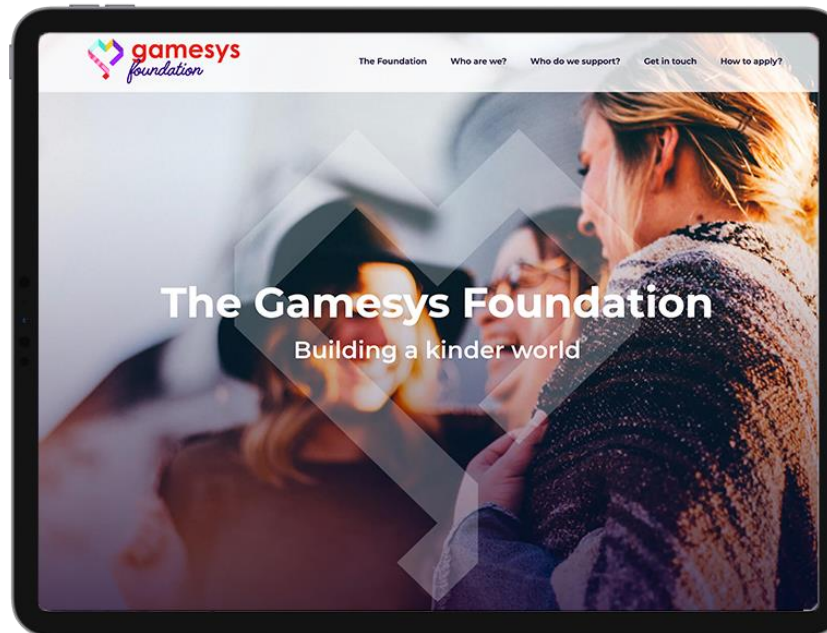 gamesys
foundation
The Foundation Who are we? Who do we support? Get in touch How to apply?
The Gamesys Foundation
Building a kinder world